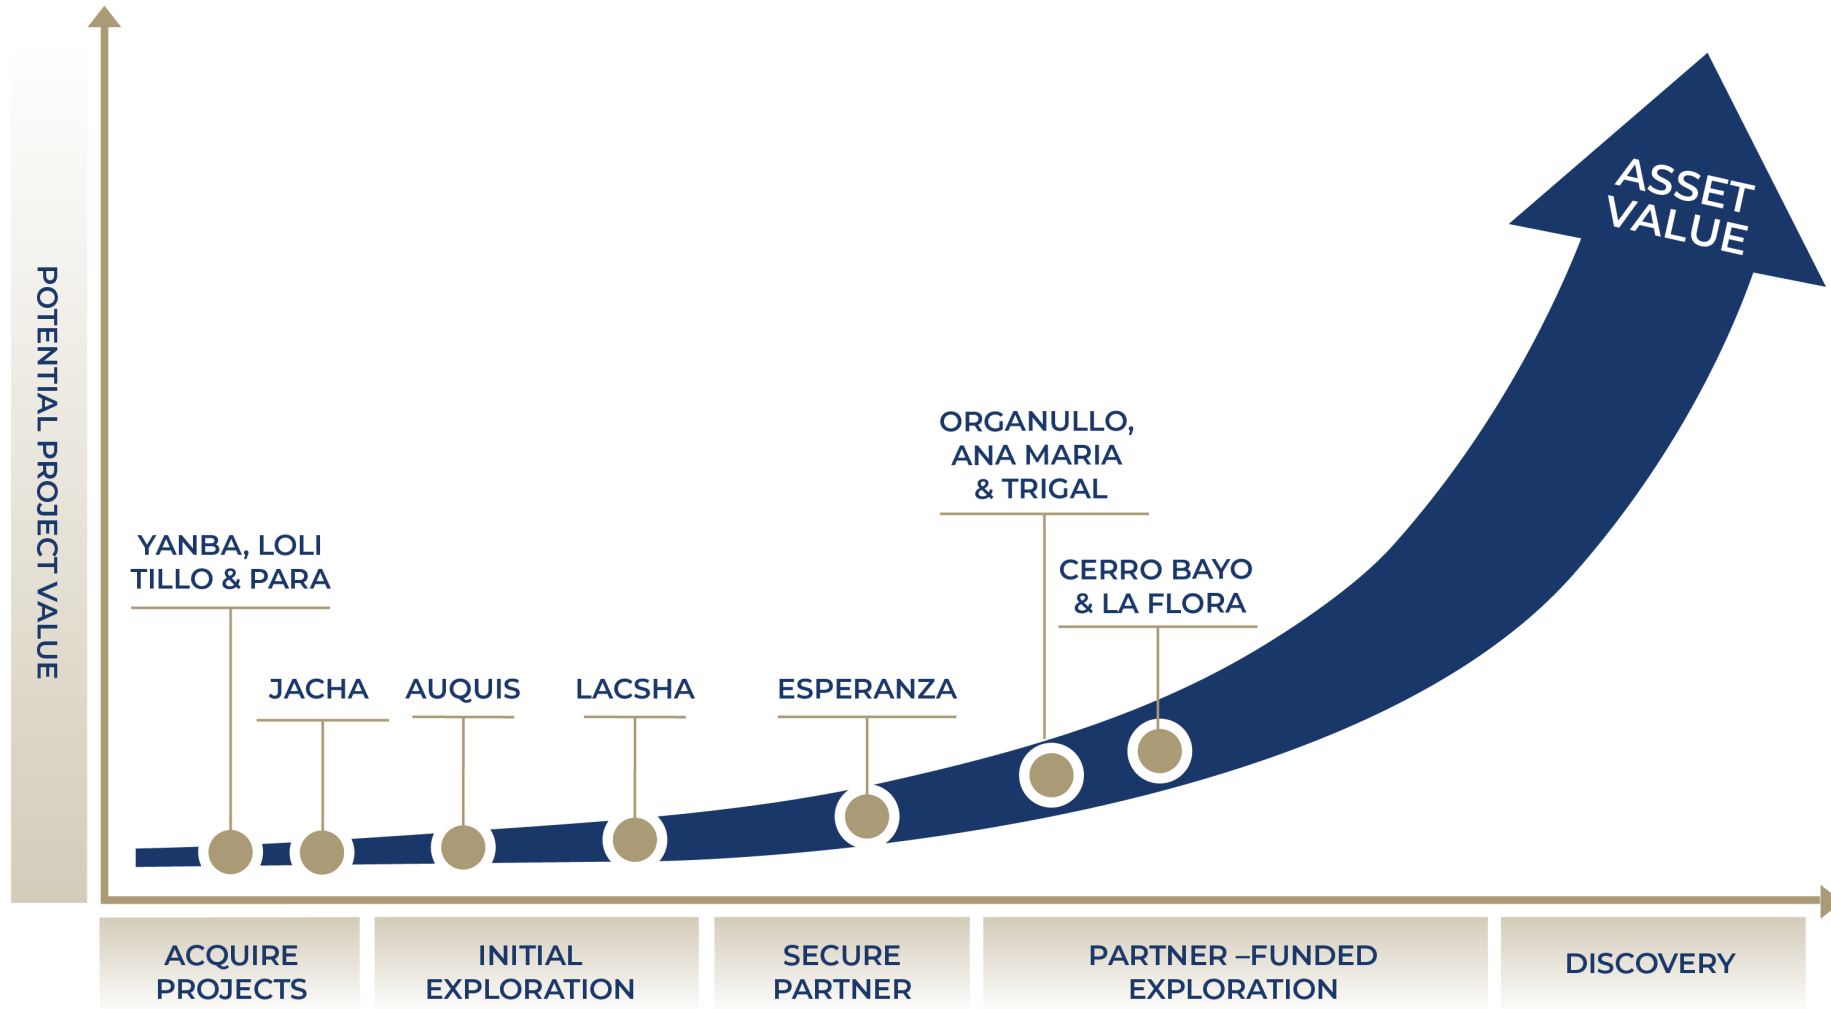 ASSET
VALUE
POTENTIAL PROJECT VALUE
ORGANULLO,
ANA MARIA
& TRIGAL
YANBA, LOLI
TILLO & PARA
CERRO BAYO
& LA FLORA
JACHA
AUQUIS
LACSHA
ESPERANZA
ACQUIRE
PROJECTS
INITIAL
EXPLORATION
SECURE
PARTNER
PARTNER –FUNDED
EXPLORATION
DISCOVERY